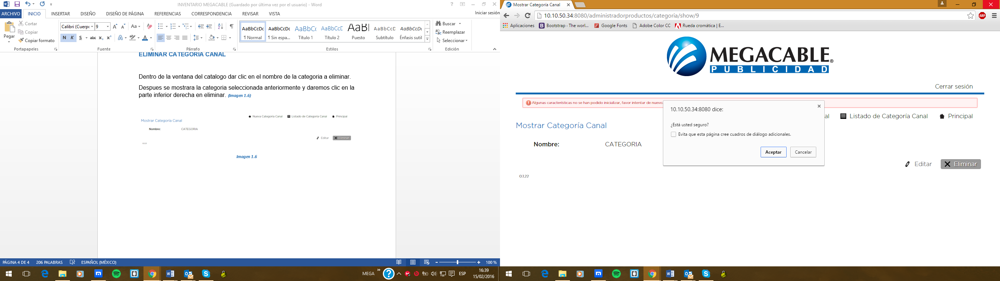 INVENTARIO MEGACABLE (Guardado por última vez por el usuario) - Word
ARCHIVO INICIO INSERTAR DISEÑO DISEÑO DE PÁGINA REFERENCIAS CORRESPONDENCIA REVISAR VISTA Iniciar sesión
Pegar
Cortar
Copiar
Copiar formato
Portapapeles
Calibri (Cuerpo 9
N K S abc x₂ x²
Fuente
Párrafo
AaBbCcDc AaBbCcDc AaBbCc AaBbCcD AaB AaBbCcD AaBbCcDc
¶ Normal ¶ Sin espa... Título 1 Título 2 Puesto Subtítulo Énfasis sutil
Estilos
Buscar
Reemplazar
Seleccionar
Edición
ELIMINAR CATEGORIA CANAL
Dentro de la ventana del catalogo dar clic en el nombre de la categoria a eliminar.
Despues se mostrara la categoria seleccionada anteriormente y daremos clic en la
parte inferior derecha en eliminar. (Imagen 1.6)
Nueva Categoría Canal Listado de Categoría Canal Principal
Mostrar Categoría Canal
Nombre: CATEGORIA
Editar Eliminar
Imagen 1.6
PÁGINA 4 DE 4 206 PALABRAS ESPAÑOL (MÉXICO) 100 %
MEGA » ESP 16:39
15/02/2016
Mostrar Categoría Canal
10.10.50.34:8080/administradorproductos/categoria/show/9
ABP
Aplicaciones Bootstrap · The worl... Google Fonts Adobe Color CC Rueda cromática | E...
MEGACABLE®
PUBLICIDAD
Cerrar sesión
Algunas características no se han podido inicializar, favor intentar de nuevo.
al Listado de Categoría Canal Principal
Mostrar Categoría Canal
Nombre: CATEGORIA
10.10.50.34:8080 dice:
¿Está usted seguro?
Evita que esta página cree cuadros de diálogo adicionales.
Aceptar Cancelar
Editar Eliminar
0.1.22